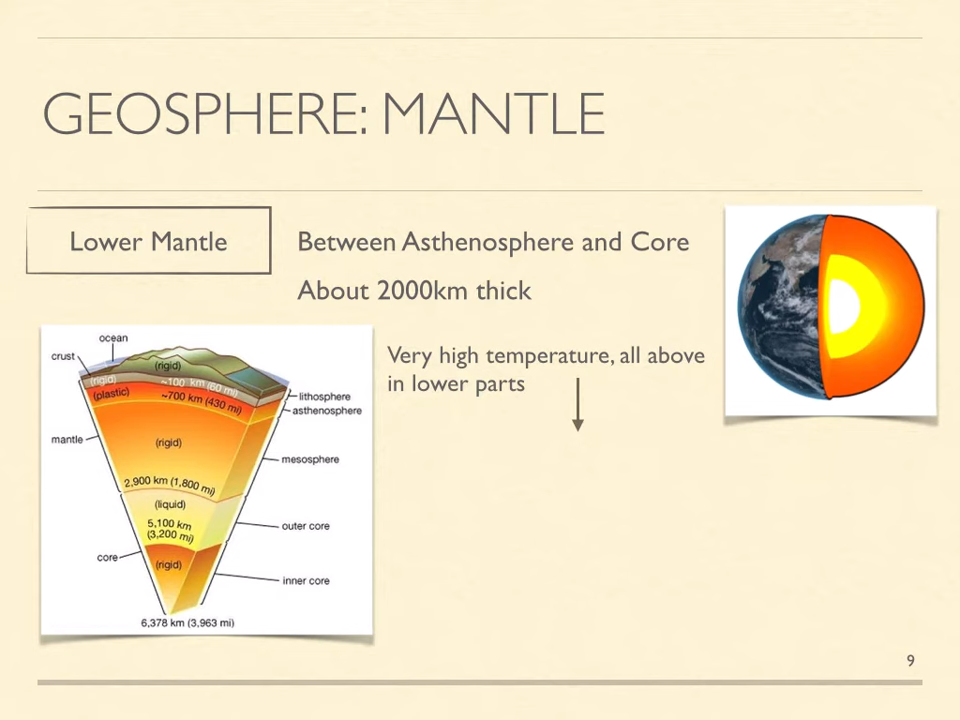 GEOSPHERE: MANTLE
Lower Mantle
Between Asthenosphere and Core
About 2000km thick
Very high temperature, all above
in lower parts
ocean
crust
(rigid)
(rigid)
~100 km (60 mi)
(plastic)
~700 km (430 mi)
lithosphere
asthenosphere
mantle
(rigid)
mesosphere
2,900 km (1,800 mi)
(liquid)
5,100 km
(3,200 mi)
outer core
core
(rigid)
inner core
6,378 km (3,963 mi)
9